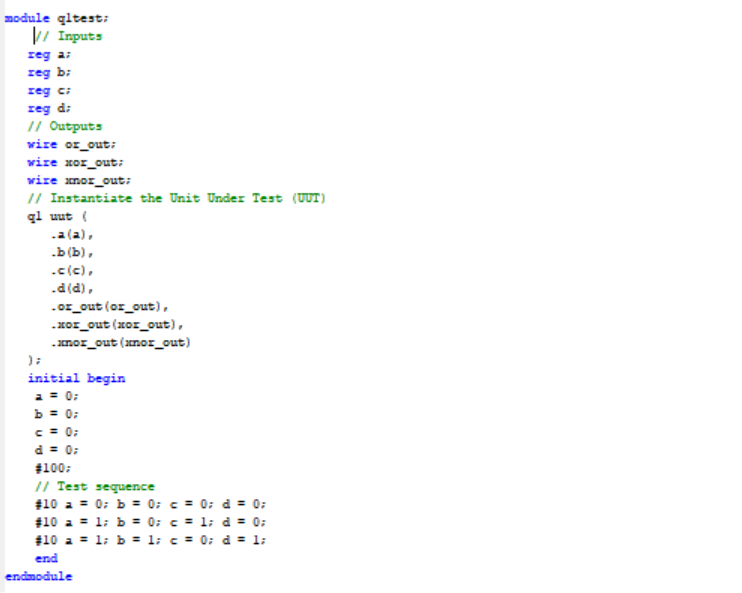 module qltest;
// Inputs
reg a;
reg b;
reg c;
reg d;
// Outputs
wire or_out;
wire xor_out;
wire xnor_out;
// Instantiate the Unit Under Test (UUT)
ql uut (
.a(a),
.b(b),
.c(c),
.d(d),
.or_out(or_out),
.xor_out(xor_out),
.xnor_out(xnor_out)
);
initial begin
a = 0;
b = 0;
c = 0;
d = 0;
#100;
// Test sequence
#10 a = 0; b = 0; c = 0; d = 0;
#10 a = 1; b = 0; c = 1; d = 0;
#10 a = 1; b = 1; c = 0; d = 1;
end
endmodule